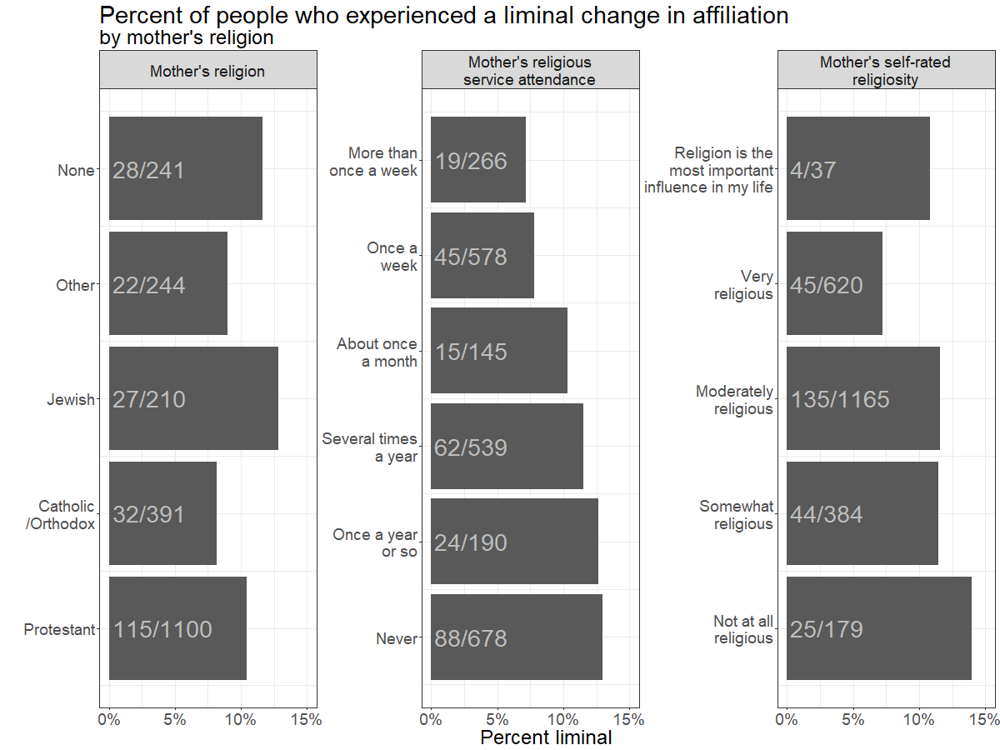 Percent of people who experienced a liminal change in affiliation
by mother's religion
Mother's religion
None
28/241
Other
22/244
Jewish
27/210
Catholic
/Orthodox
32/391
Protestant
115/1100
0% 5% 10% 15%
Mother's religious
service attendance
More than
once a week
19/266
Once a
week
45/578
About once
a month
15/145
Several times
a year
62/539
Once a year
or so
24/190
Never
88/678
0% 5% 10% 15%
Mother's self-rated
religiosity
Religion is the
most important
influence in my life
4/37
Very
religious
45/620
Moderately
religious
135/1165
Somewhat
religious
44/384
Not at all
religious
25/179
0% 5% 10% 15%
Percent liminal